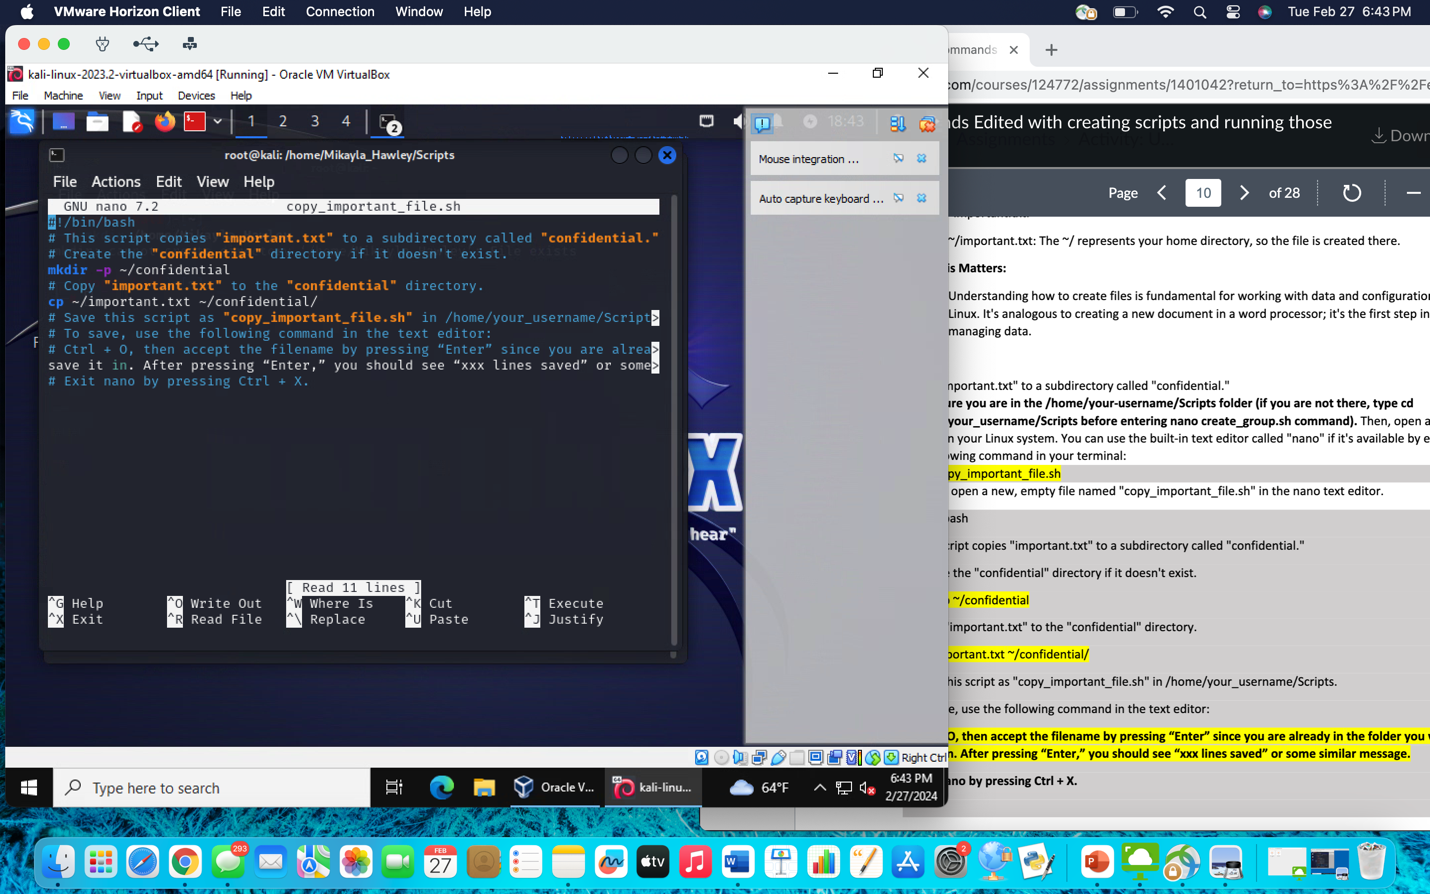 VMware Horizon Client File Edit Connection Window Help
Tue Feb 27 6:43 PM
kali-linux-2023.2-virtualbox-amd64 [Running] - Oracle VM VirtualBox
File Machine View Input Devices Help
1 2 3 4
2
18:43
root@kali: /home/Mikayla_Hawley/Scripts
File Actions Edit View Help
GNU nano 7.2 copy_important_file.sh
#!/bin/bash
# This script copies "important.txt" to a subdirectory called "confidential."
# Create the "confidential" directory if it doesn't exist.
mkdir -p ~/confidential
# Copy "important.txt" to the "confidential" directory.
cp ~/important.txt ~/confidential/
# Save this script as "copy_important_file.sh" in /home/your_username/Script>
# To save, use the following command in the text editor:
# Ctrl + O, then accept the filename by pressing “Enter” since you are alrea>
save it in. After pressing “Enter,” you should see “xxx lines saved” or some>
# Exit nano by pressing Ctrl + X.
[ Read 11 lines ]
^G Help ^O Write Out ^W Where Is ^K Cut ^T Execute
^X Exit ^R Read File ^\ Replace ^U Paste ^J Justify
Mouse integration ...
Auto capture keyboard ...
X
hear"
Right Ctrl
Type here to search
Oracle V...
kali-linu...
64°F
6:43 PM
2/27/2024
mmands
com/courses/124772/assignments/1401042?return_to=https%3A%2F%2Fe
ds Edited with creating scripts and running those
Down
Page 10 of 28
~/important.txt: The ~/ represents your home directory, so the file is created there.
is Matters:
Understanding how to create files is fundamental for working with data and configuration
Linux. It's analogous to creating a new document in a word processor; it's the first step in
managing data.
mportant.txt" to a subdirectory called "confidential."
ure you are in the /home/your-username/Scripts folder (if you are not there, type cd
your_username/Scripts before entering nano create_group.sh command). Then, open a
n your Linux system. You can use the built-in text editor called "nano" if it's available by e
owing command in your terminal:
py_important_file.sh
open a new, empty file named "copy_important_file.sh" in the nano text editor.
ash
ript copies "important.txt" to a subdirectory called "confidential."
e the "confidential" directory if it doesn't exist.
~/confidential
important.txt" to the "confidential" directory.
portant.txt ~/confidential/
his script as "copy_important_file.sh" in /home/your_username/Scripts.
e, use the following command in the text editor:
O, then accept the filename by pressing “Enter” since you are already in the folder you
n. After pressing “Enter,” you should see “xxx lines saved” or some similar message.
ano by pressing Ctrl + X.
293
FEB
27
tv
2